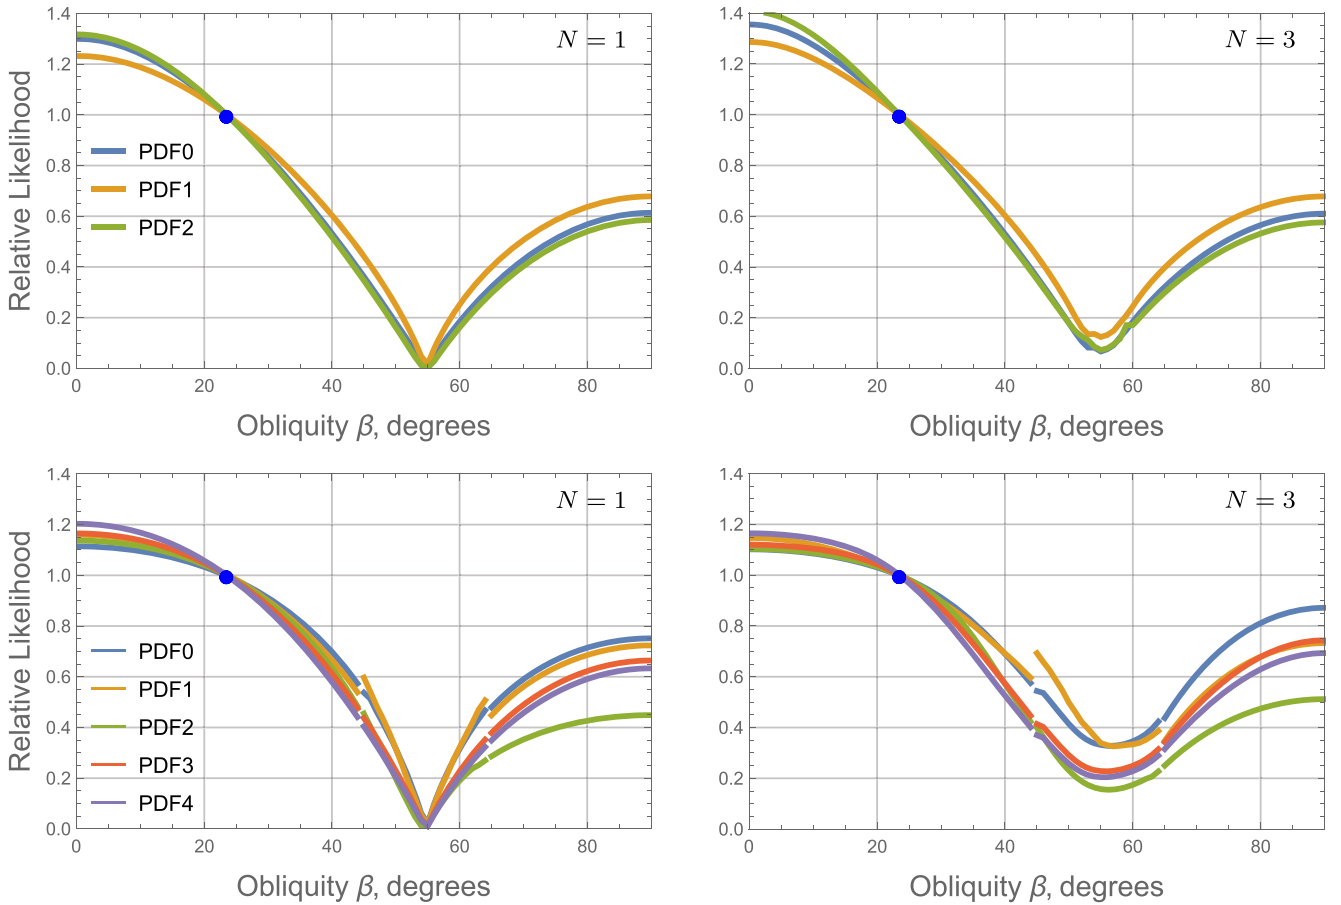 1.4
1.2
1.0
0.8
0.6
0.4
0.2
0.0
Relative Likelihood
N = 1
PDF0
PDF1
PDF2
0 20 40 60 80
Obliquity β, degrees
1.4
1.2
1.0
0.8
0.6
0.4
0.2
0.0
N = 3
0 20 40 60 80
Obliquity β, degrees
1.4
1.2
1.0
0.8
0.6
0.4
0.2
0.0
Relative Likelihood
N = 1
PDF0
PDF1
PDF2
PDF3
PDF4
0 20 40 60 80
Obliquity β, degrees
1.4
1.2
1.0
0.8
0.6
0.4
0.2
0.0
N = 3
0 20 40 60 80
Obliquity β, degrees